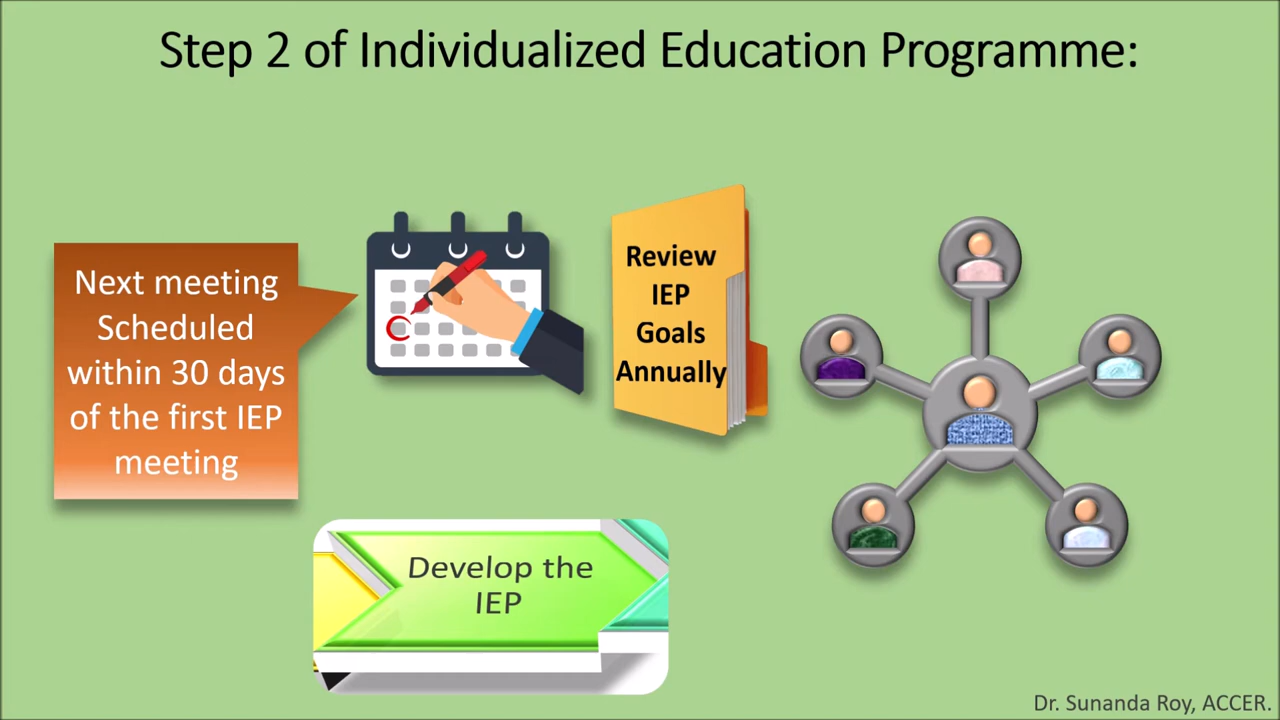 Step 2 of Individualized Education Programme:
Next meeting
Scheduled
within 30 days
of the first IEP
meeting
Review
IEP
Goals
Annually
Develop the
IEP
Dr. Sunanda Roy, ACCER.